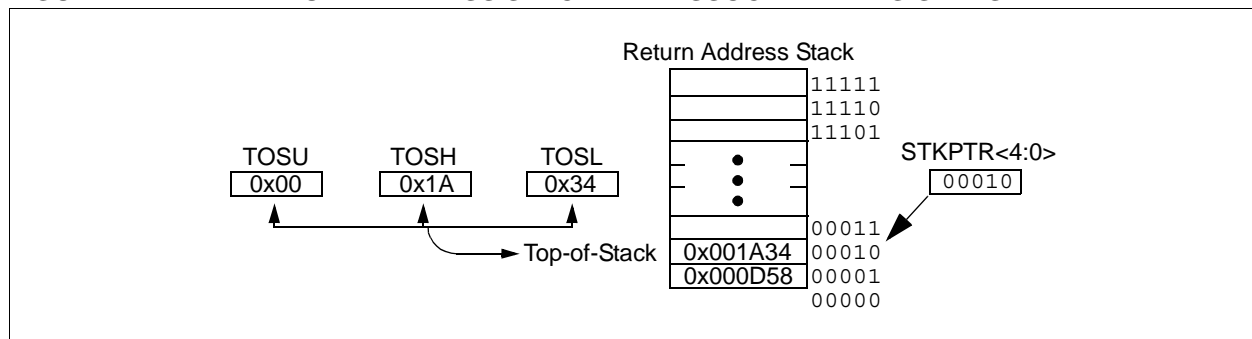 Return Address Stack
11111
11110
11101
TOSU TOSH TOSL STKPTR<4:0>
0x00 0x1A 0x34 00010
00011
Top-of-Stack 0x001A34 00010
0x000D58 00001
00000